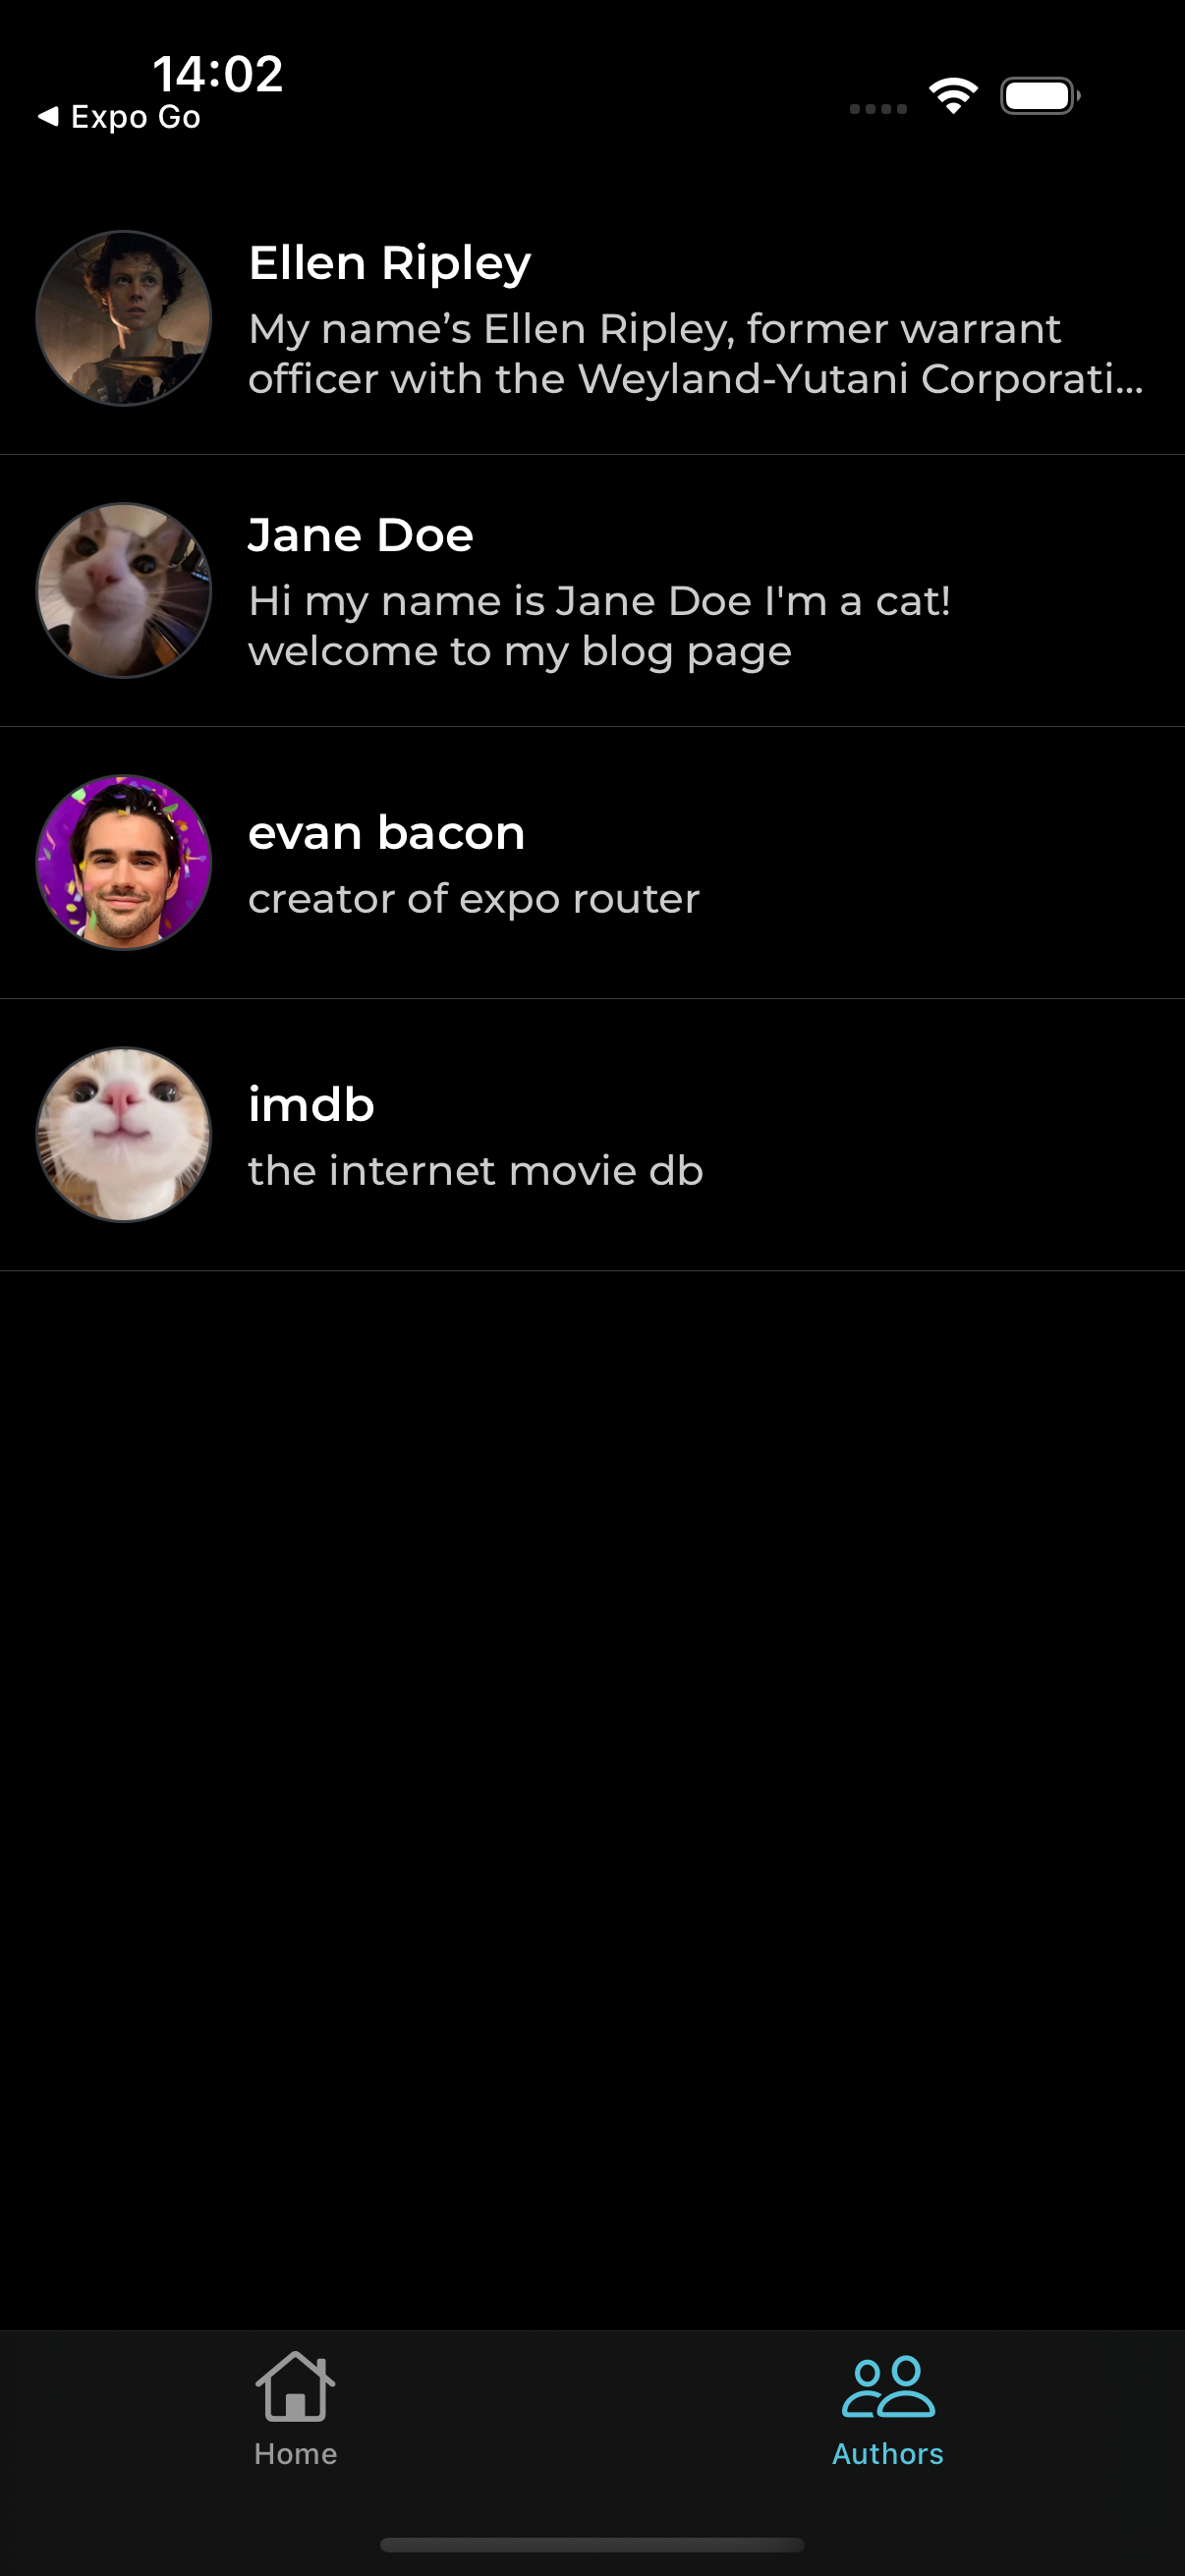 14:02
◀ Expo Go
Ellen Ripley
My name’s Ellen Ripley, former warrant
officer with the Weyland-Yutani Corporati...
Jane Doe
Hi my name is Jane Doe I'm a cat!
welcome to my blog page
evan bacon
creator of expo router
imdb
the internet movie db
Home
Authors